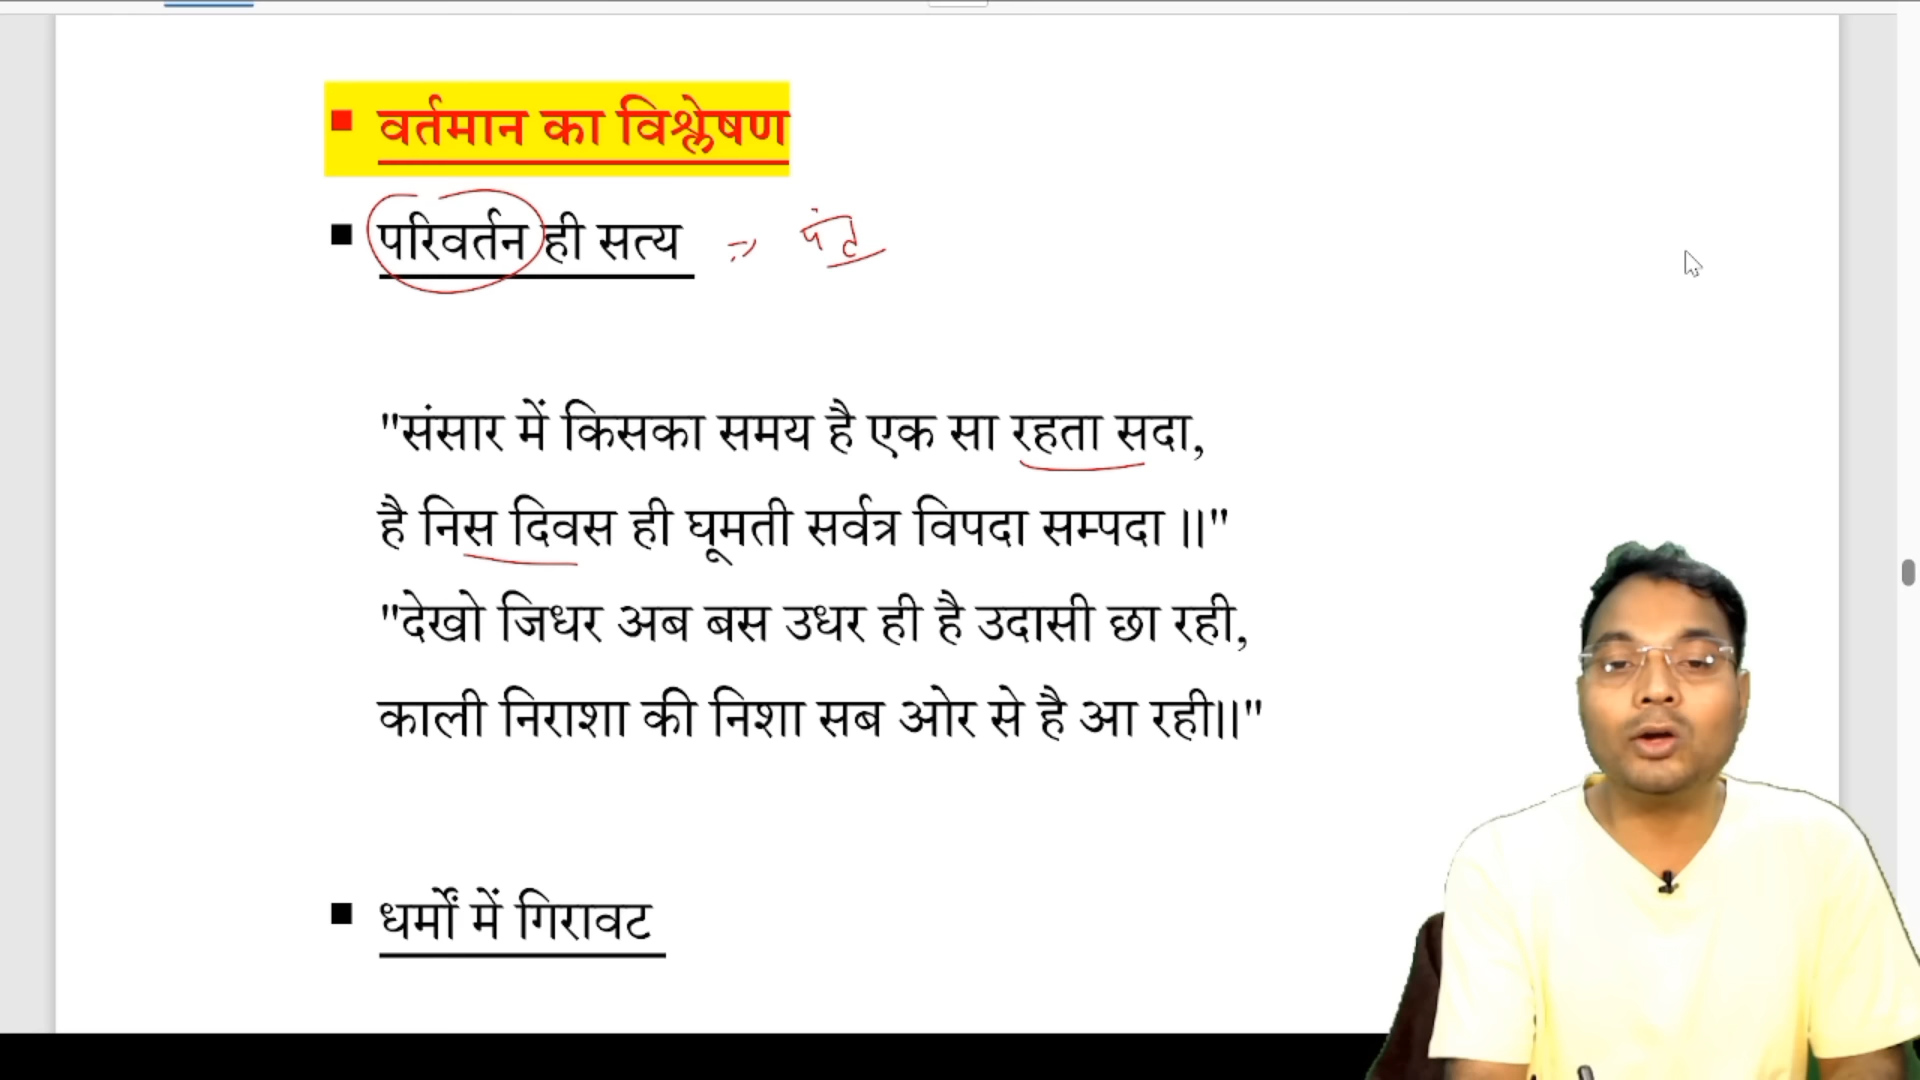 वर्तमान का विश्लेषण
परिवर्तन ही सत्य => पंत
"संसार में किसका समय है एक सा रहता सदा,
है निस दिवस ही घूमती सर्वत्र विपदा सम्पदा ।।"
"देखो जिधर अब बस उधर ही है उदासी छा रही,
काली निराशा की निशा सब ओर से है आ रही।।"
धर्मों में गिरावट